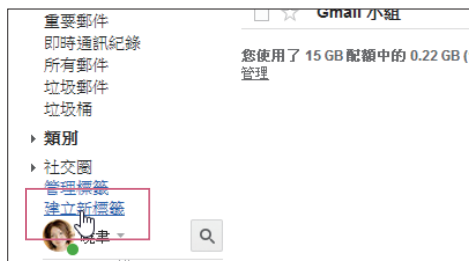 重要郵件
Gmail 小組
即時通訊紀錄
所有郵件
您使用了 15 GB 配額中的 0.22 GB (
垃圾郵件
管理
垃圾桶
類別
社交圈
管理標籤
建立新標籤